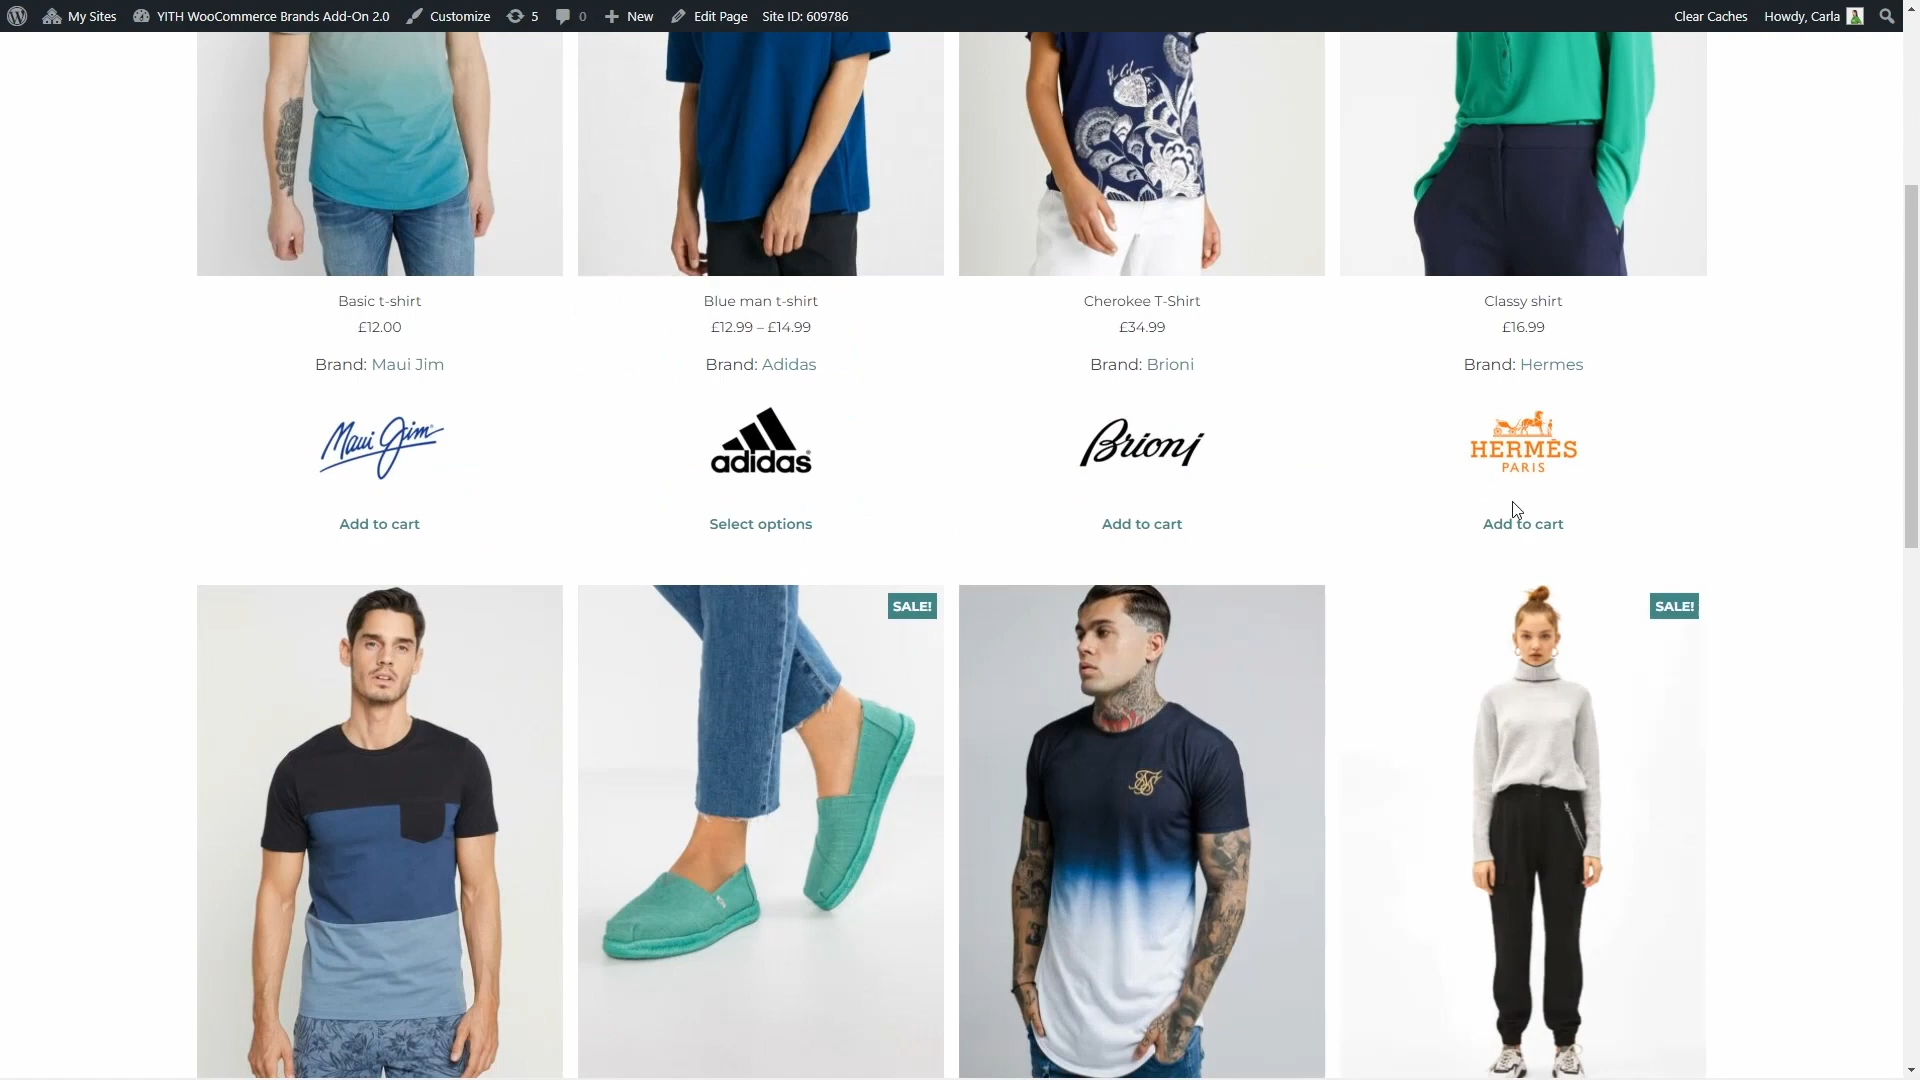 My Sites YITH WooCommerce Brands Add-On 2.0 Customize 5 0 New Edit Page Site ID: 609786 Clear Caches Howdy, Carla
Basic t-shirt Blue man t-shirt Cherokee T-Shirt Classy shirt
£12.00 £12.99 – £14.99 £34.99 £16.99
Brand: Maui Jim Brand: Adidas Brand: Brioni Brand: Hermes
Maui Jim adidas Brioni HERMÈS
PARIS
Add to cart Select options Add to cart Add to cart
SALE! SALE!